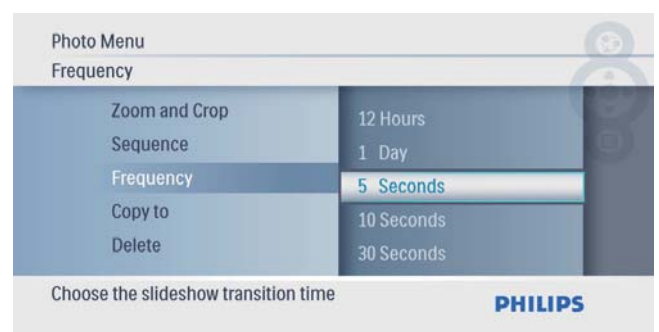 Photo Menu
Frequency
Zoom and Crop
Sequence
Frequency
Copy to
Delete
12 Hours
1 Day
5 Seconds
10 Seconds
30 Seconds
Choose the slideshow transition time
PHILIPS